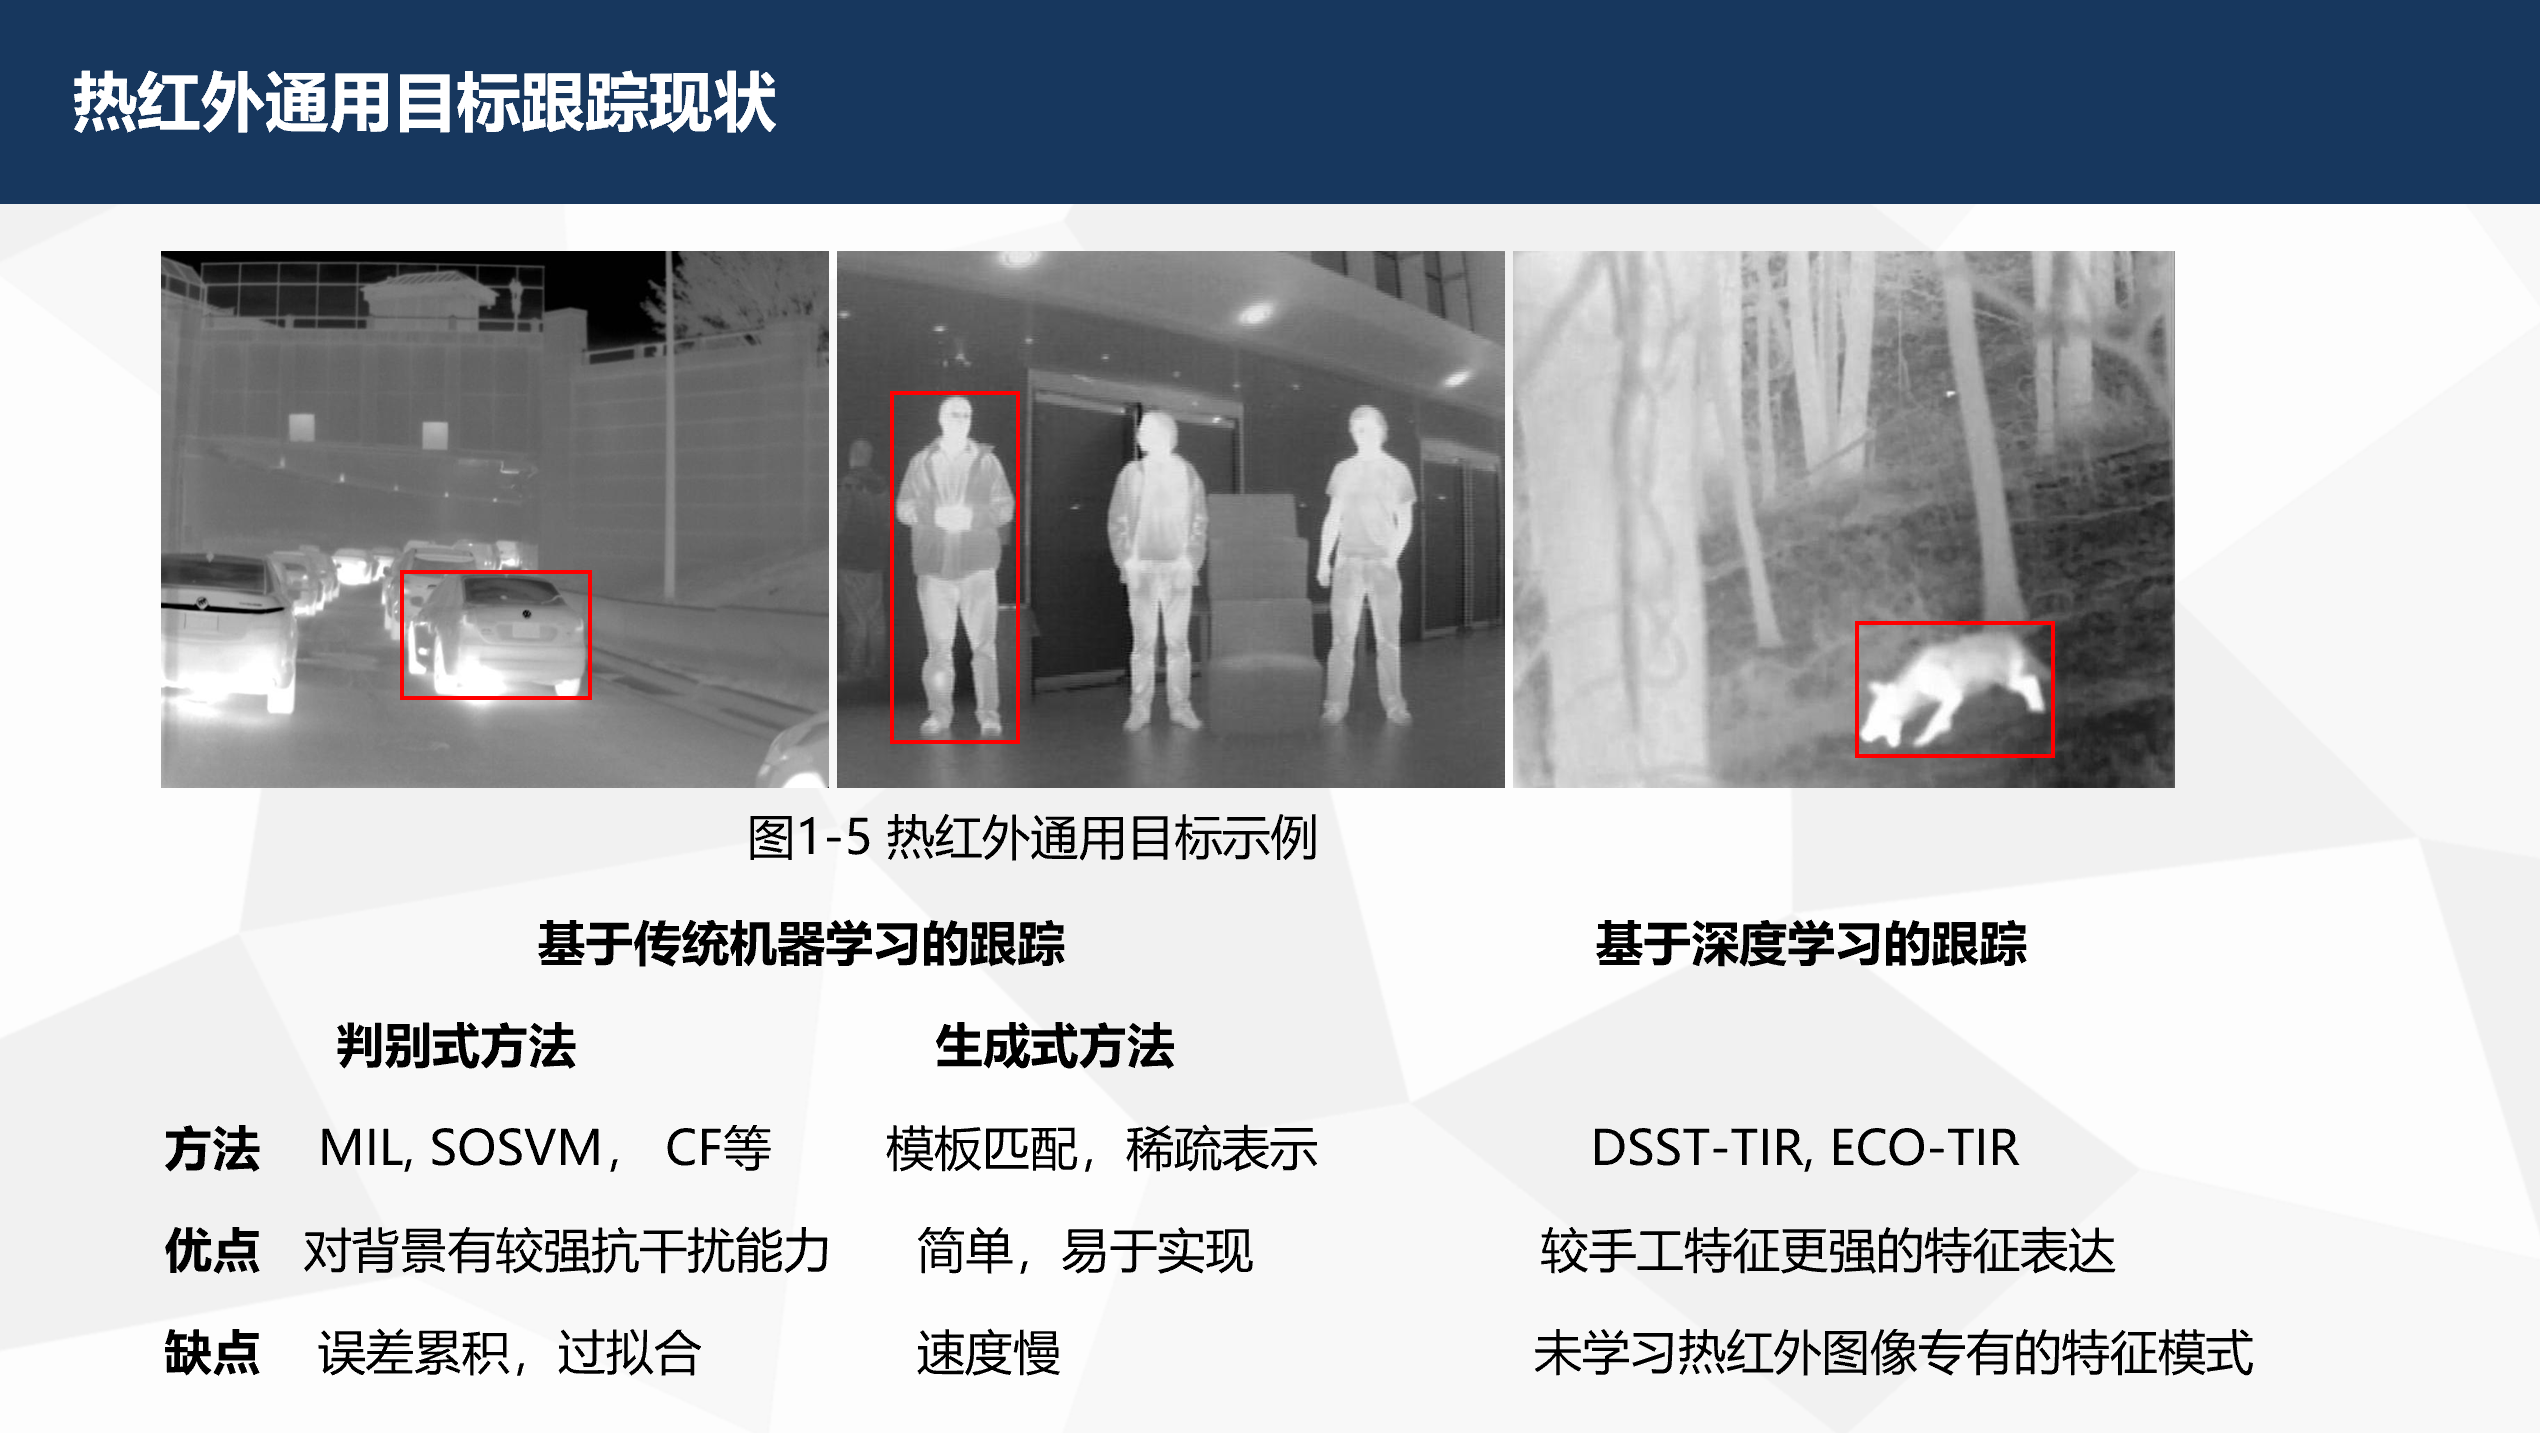 热红外通用目标跟踪现状
图1-5 热红外通用目标示例
基于传统机器学习的跟踪 基于深度学习的跟踪
判别式方法 生成式方法
方法 MIL, SOSVM， CF等 模板匹配，稀疏表示 DSST-TIR, ECO-TIR
优点 对背景有较强抗干扰能力 简单，易于实现 较手工特征更强的特征表达
缺点 误差累积，过拟合 速度慢 未学习热红外图像专有的特征模式